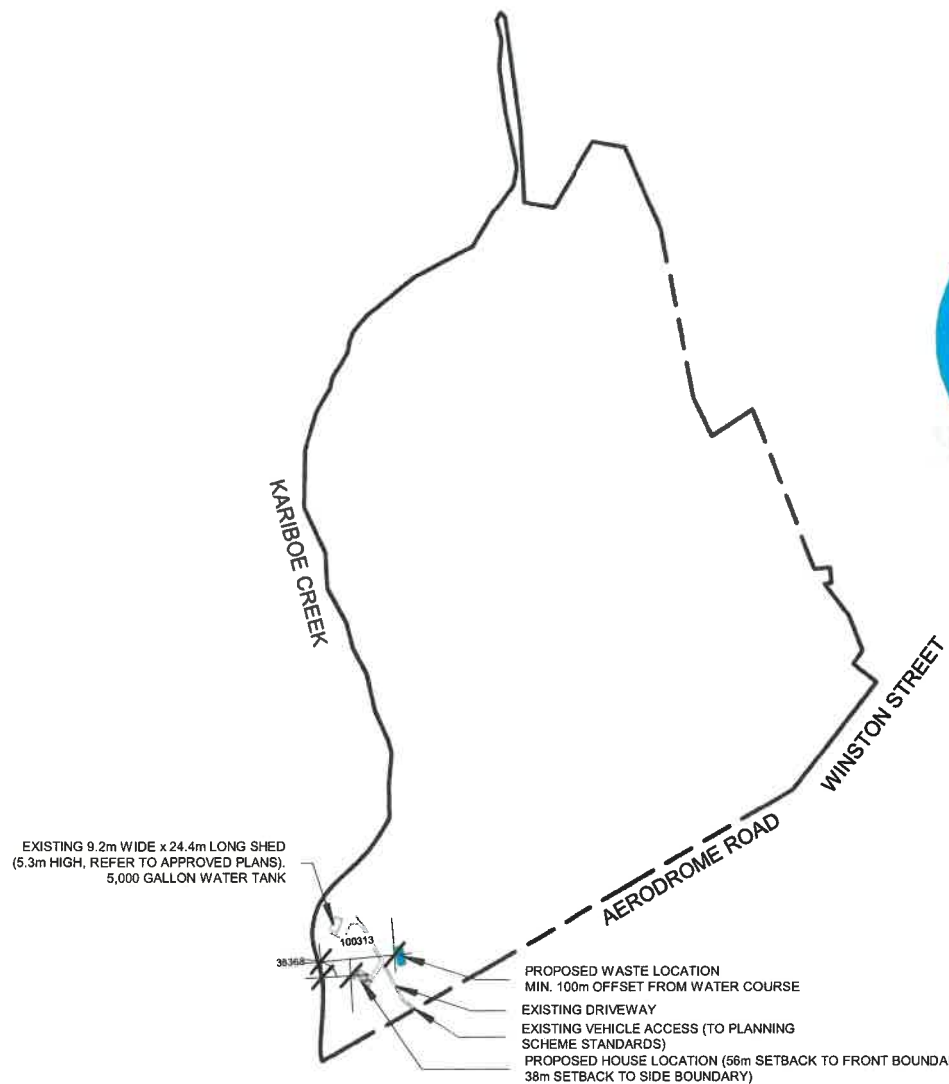 KARIBOE CREEK
WINSTON STREET
AERODROME ROAD
EXISTING 9.2m WIDE x 24.4m LONG SHED
(5.3m HIGH, REFER TO APPROVED PLANS).
5,000 GALLON WATER TANK
100313
PROPOSED WASTE LOCATION
MIN. 100m OFFSET FROM WATER COURSE
EXISTING DRIVEWAY
EXISTING VEHICLE ACCESS (TO PLANNING
SCHEME STANDARDS)
PROPOSED HOUSE LOCATION (56m SETBACK TO FRONT BOUNDA
38m SETBACK TO SIDE BOUNDARY)